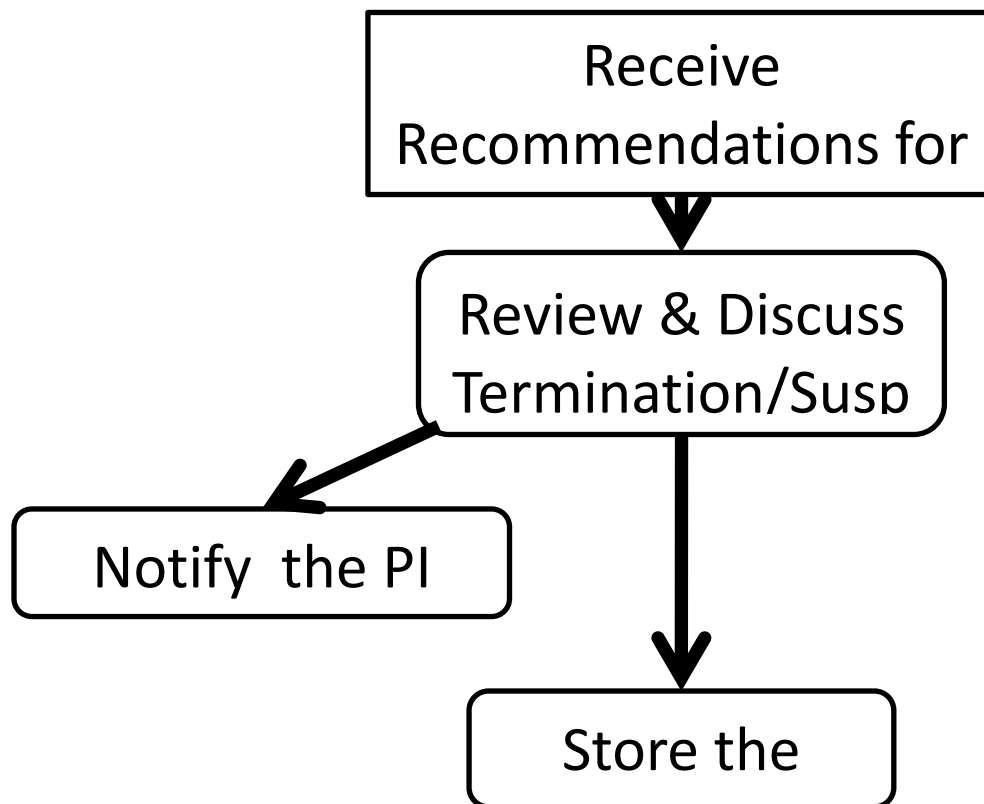 Receive
Recommendations for
Review & Discuss
Termination/Susp
Notify  the PI
Store the